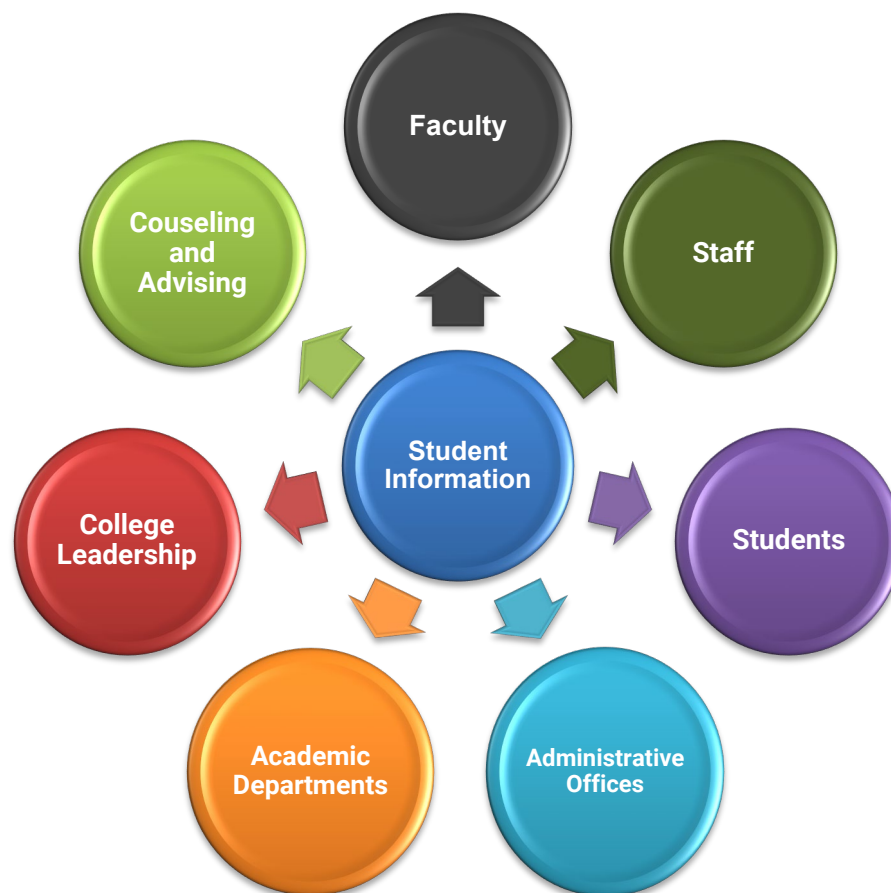 Faculty
Couseling
and
Advising
Staff
Student
Information
College
Leadership
Students
Academic
Departments
Administrative
Offices